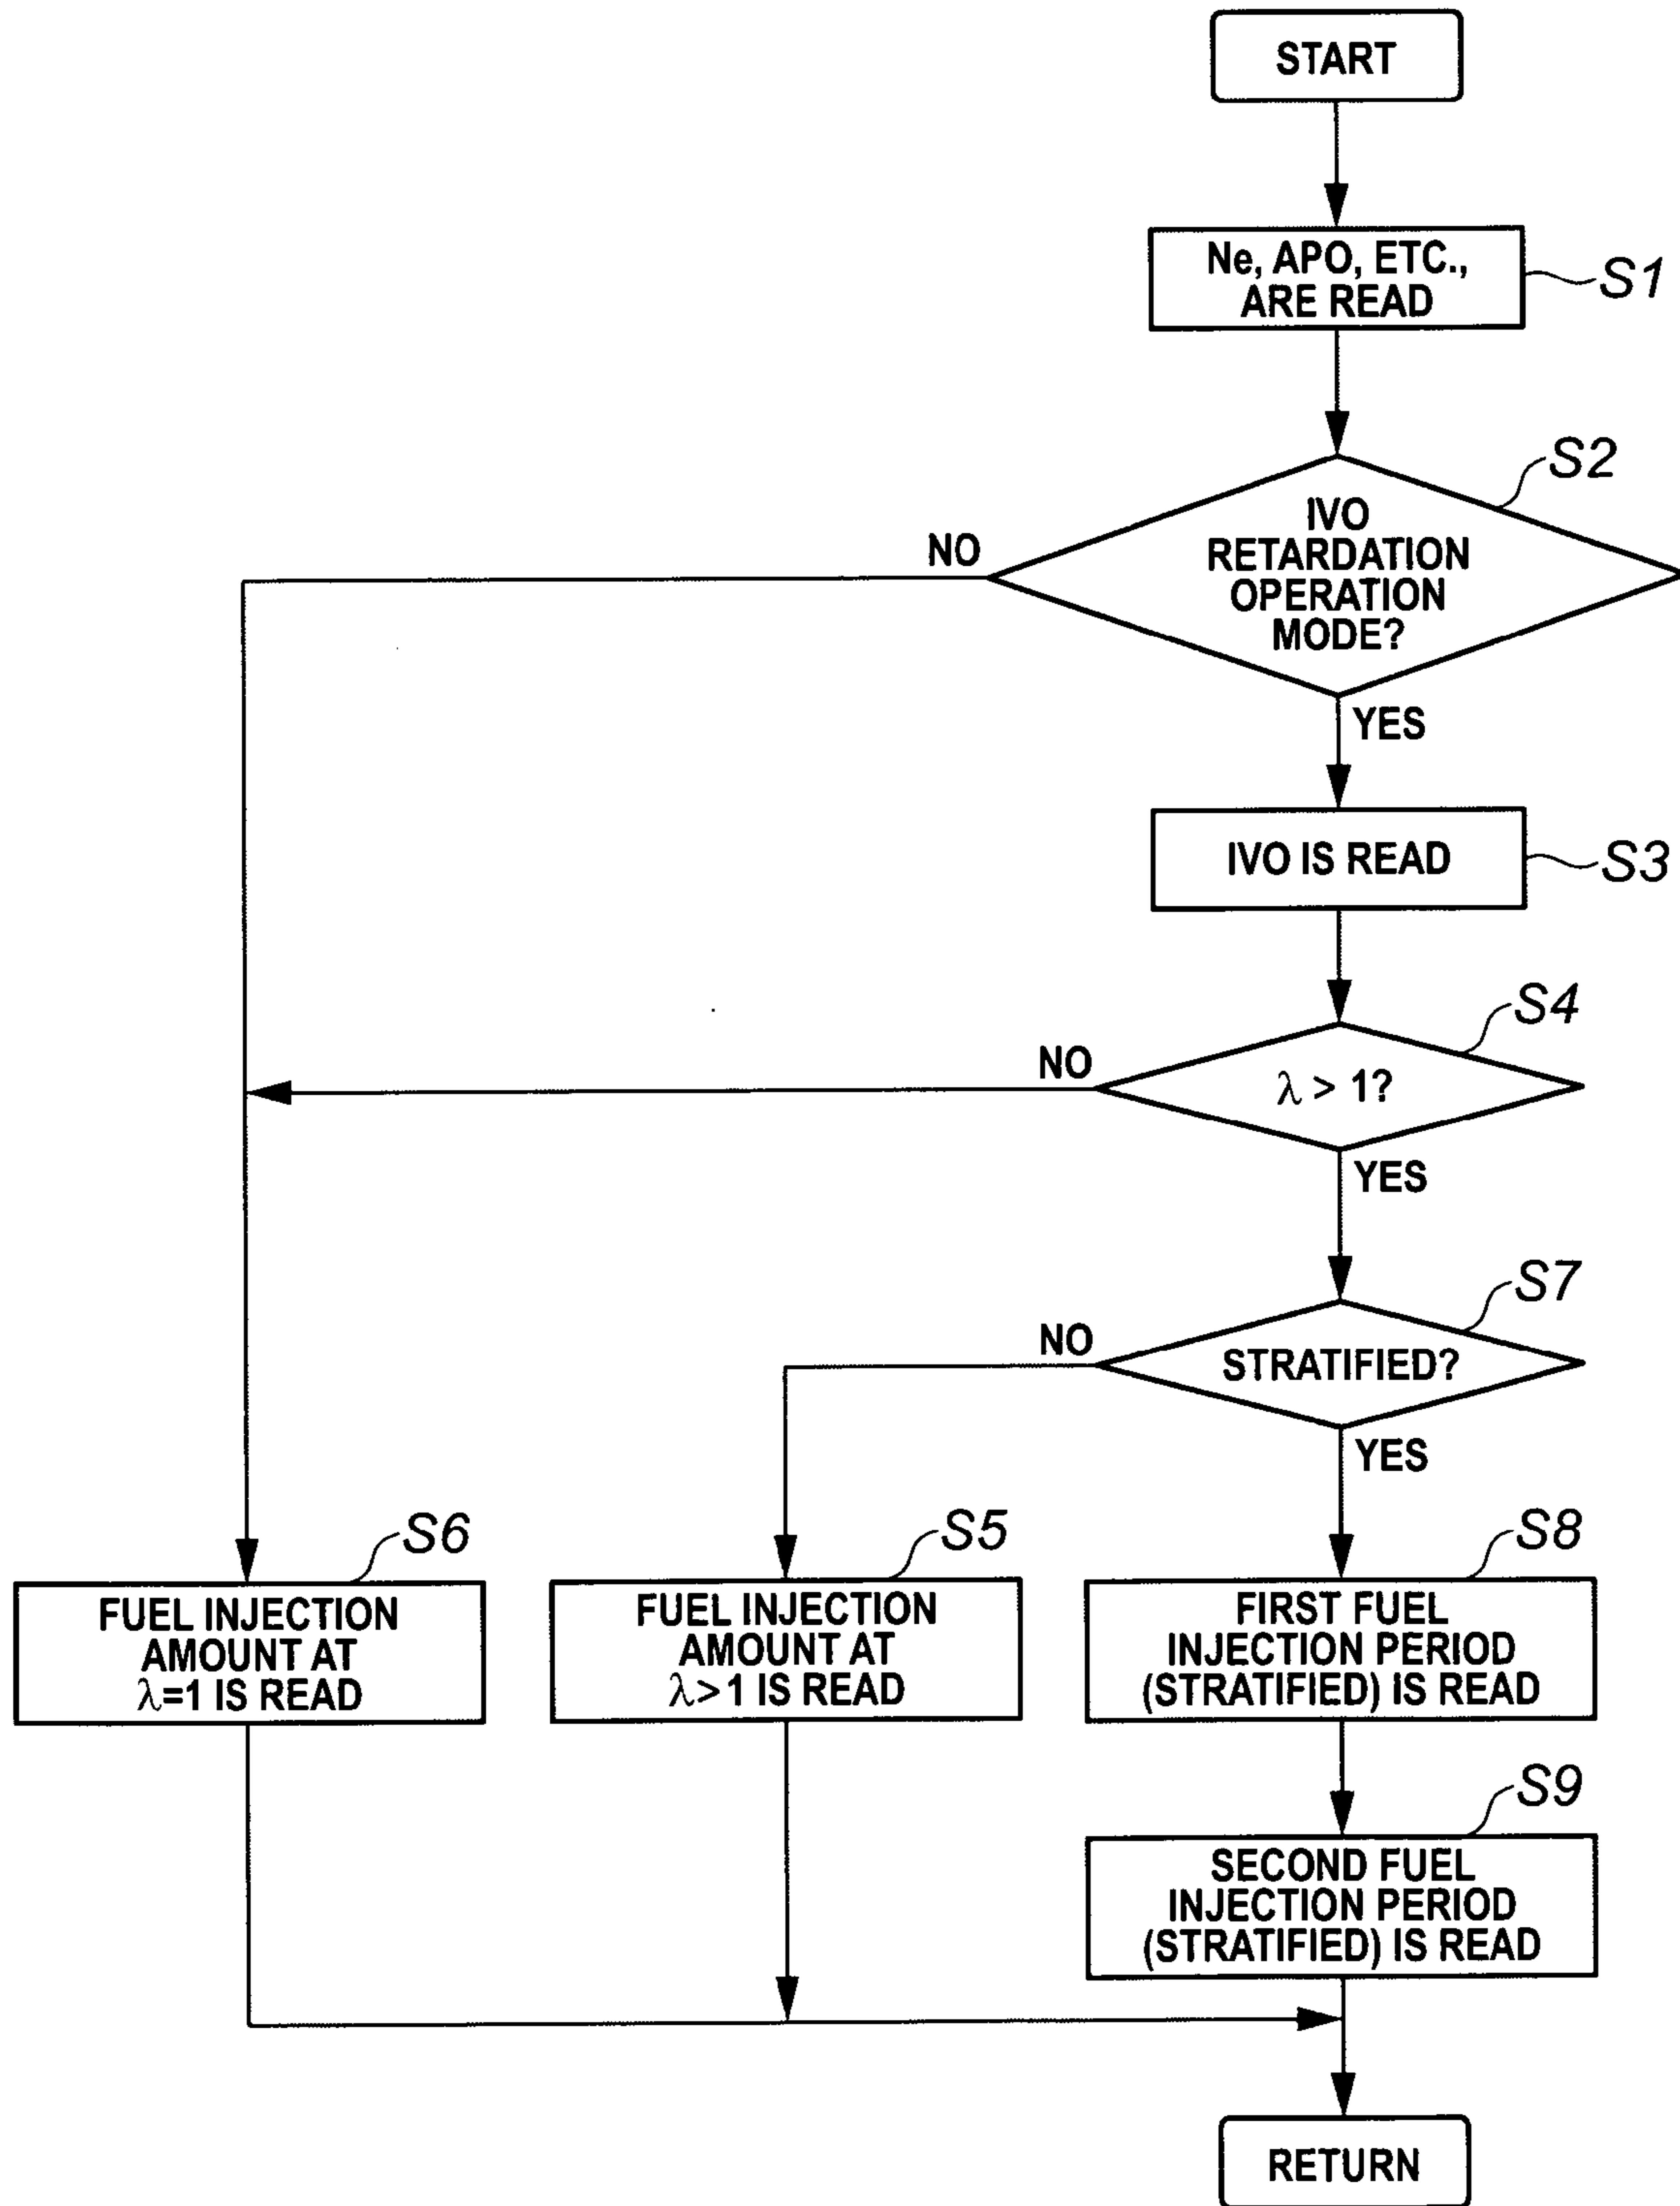 START
Ne, APO, ETC.,
ARE READ
S1
S2
IVO
RETARDATION
OPERATION
MODE?
NO
YES
IVO IS READ
S3
S4
λ > 1?
NO
YES
S7
STRATIFIED?
NO
YES
S6
FUEL INJECTION
AMOUNT AT
λ=1 IS READ
S5
FUEL INJECTION
AMOUNT AT
λ>1 IS READ
S8
FIRST FUEL
INJECTION PERIOD
(STRATIFIED) IS READ
S9
SECOND FUEL
INJECTION PERIOD
(STRATIFIED) IS READ
RETURN